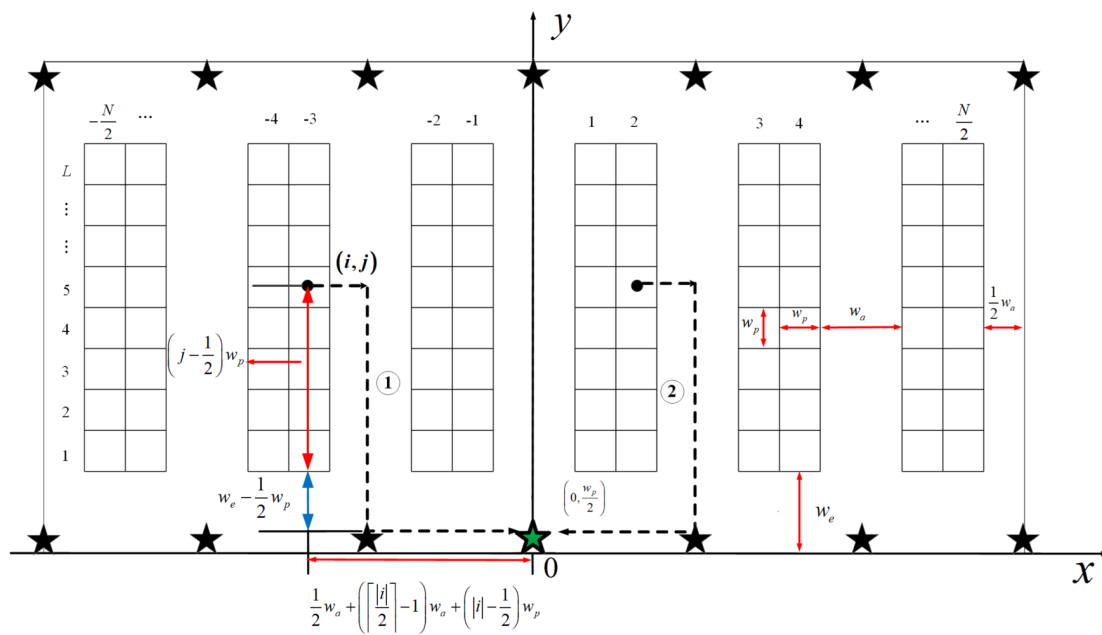 y
-N/2 ... -4 -3 -2 -1 1 2 3 4 ... N/2
L
⋮
⋮
(i, j)
5
4
3
2
1
w_p w_p w_a 1/2 w_a
(j - 1/2) w_p
① ②
w_e - 1/2 w_p
(0, w_p/2)
w_e
0
x
1/2 w_a + (⌈|i|/2⌉ - 1) w_a + (|i| - 1/2) w_p